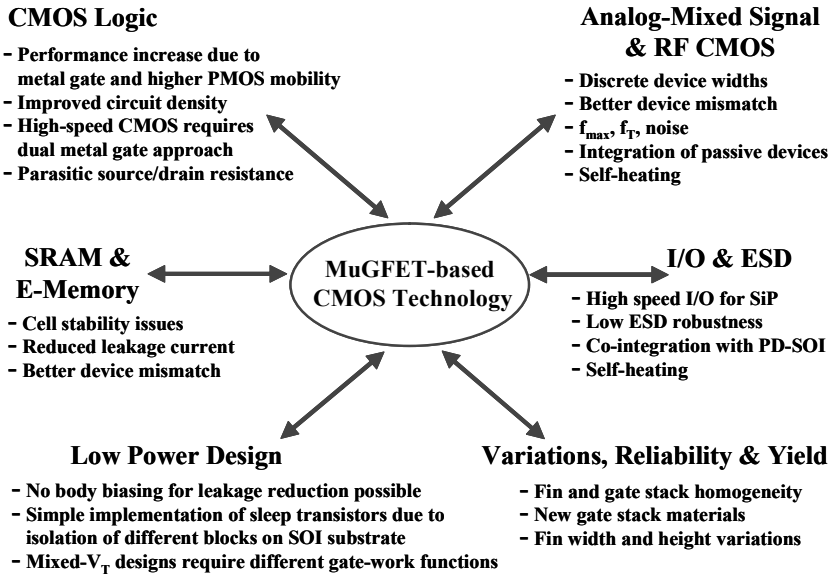 CMOS Logic
- Performance increase due to
metal gate and higher PMOS mobility
- Improved circuit density
- High-speed CMOS requires
dual metal gate approach
- Parasitic source/drain resistance
Analog-Mixed Signal
& RF CMOS
- Discrete device widths
- Better device mismatch
- fmax, fT, noise
- Integration of passive devices
- Self-heating
SRAM &
E-Memory
- Cell stability issues
- Reduced leakage current
- Better device mismatch
MuGFET-based
CMOS Technology
I/O & ESD
- High speed I/O for SiP
- Low ESD robustness
- Co-integration with PD-SOI
- Self-heating
Low Power Design
- No body biasing for leakage reduction possible
- Simple implementation of sleep transistors due to
isolation of different blocks on SOI substrate
- Mixed-VT designs require different gate-work functions
Variations, Reliability & Yield
- Fin and gate stack homogeneity
- New gate stack materials
- Fin width and height variations